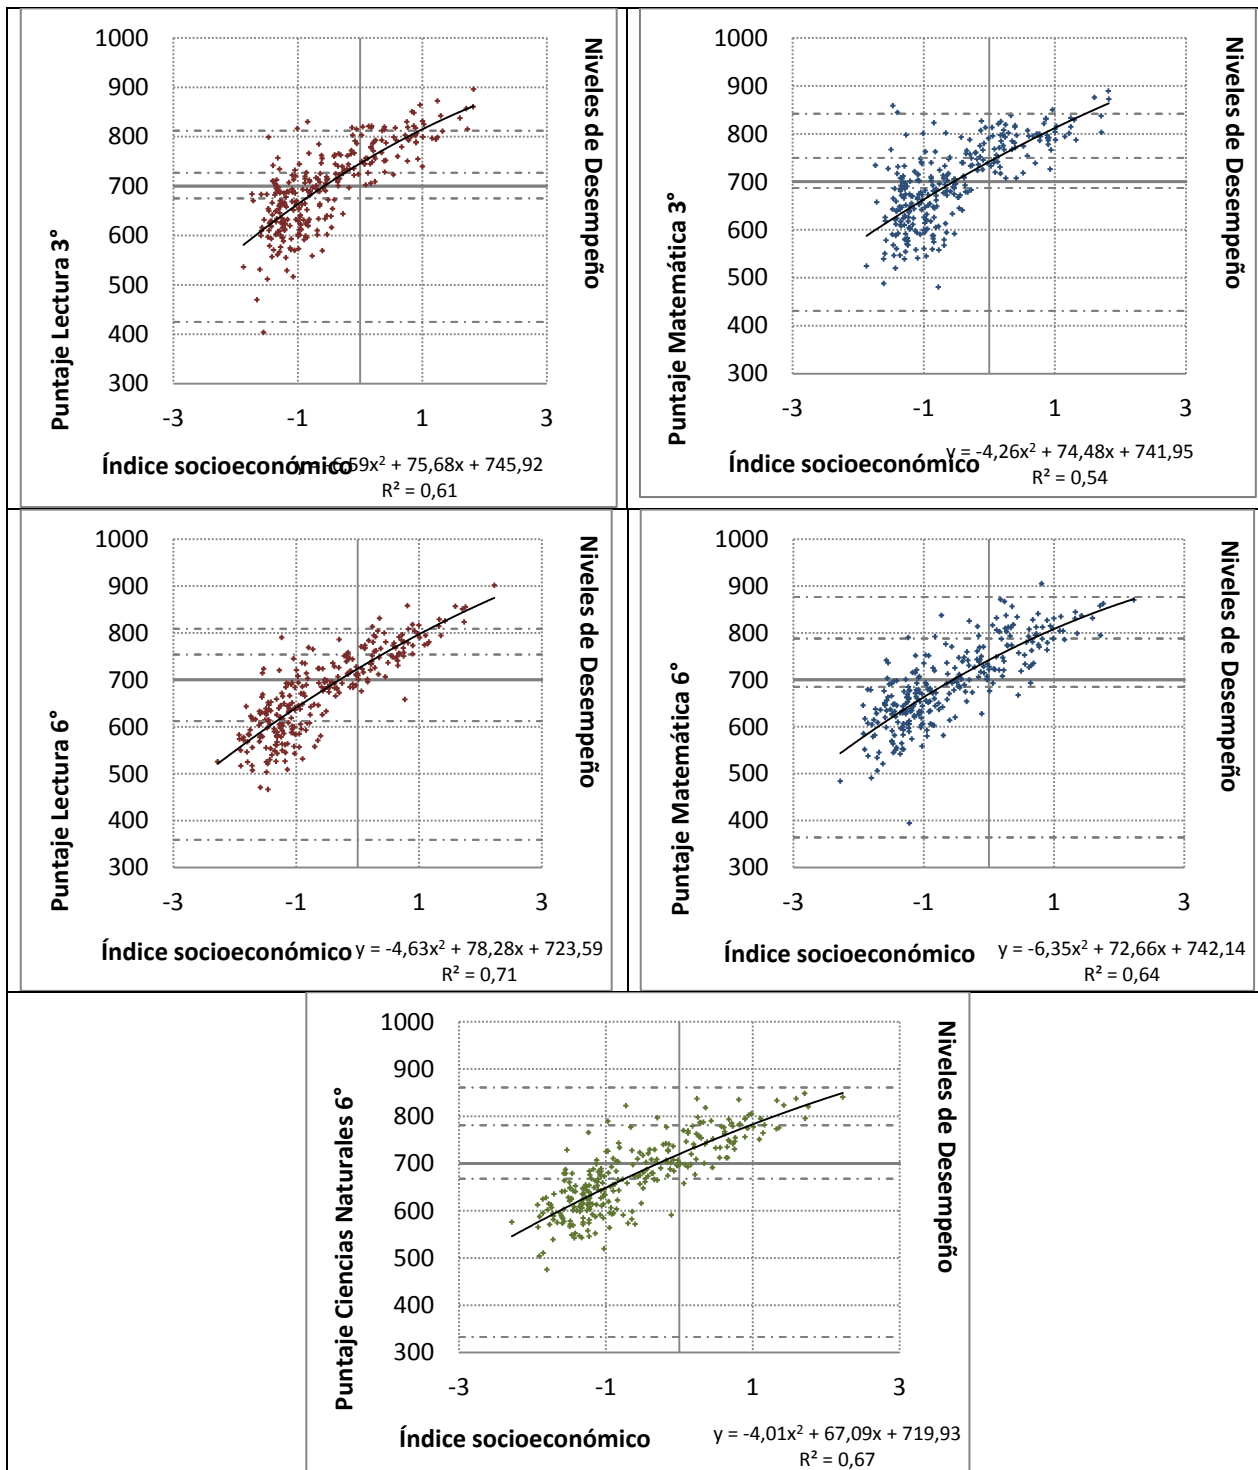 1000
900
800
700
600
500
400
300
-3 -1 1 3
Puntaje Lectura 3°
Niveles de Desempeño
Índice socioeconómico
y = -6,59x² + 75,68x + 745,92
R² = 0,61
1000
900
800
700
600
500
400
300
-3 -1 1 3
Puntaje Matemática 3°
Niveles de Desempeño
Índice socioeconómico
y = -4,26x² + 74,48x + 741,95
R² = 0,54
1000
900
800
700
600
500
400
300
-3 -1 1 3
Puntaje Lectura 6°
Niveles de Desempeño
Índice socioeconómico
y = -4,63x² + 78,28x + 723,59
R² = 0,71
1000
900
800
700
600
500
400
300
-3 -1 1 3
Puntaje Matemática 6°
Niveles de Desempeño
Índice socioeconómico
y = -6,35x² + 72,66x + 742,14
R² = 0,64
1000
900
800
700
600
500
400
300
-3 -1 1 3
Puntaje Ciencias Naturales 6°
Niveles de Desempeño
Índice socioeconómico
y = -4,01x² + 67,09x + 719,93
R² = 0,67